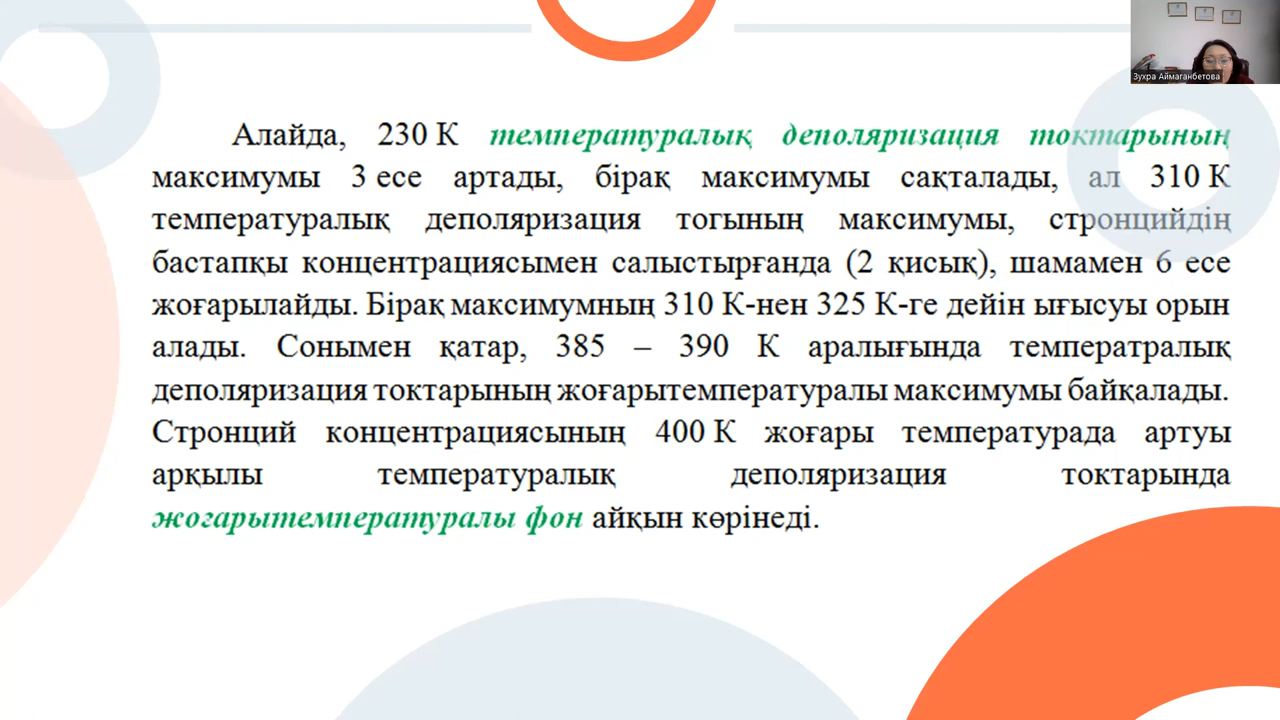 Зухра Аймаганбетова
Алайда, 230 К температуралық деполяризация токтарының
максимумы 3 есе артады, бірақ максимумы сақталады, ал 310 К
температуралық деполяризация тогының максимумы, стронцийдің
бастапқы концентрациясымен салыстырғанда (2 қисық), шамамен 6 есе
жоғарылайды. Бірақ максимумның 310 К-нен 325 К-ге дейін ығысуы орын
алады. Сонымен қатар, 385 – 390 К аралығында температралық
деполяризация токтарының жоғарытемпературалы максимумы байқалады.
Стронций концентрациясының 400 К жоғары температурада артуы
арқылы температуралық деполяризация токтарында
жоғарытемпературалы фон айқын көрінеді.